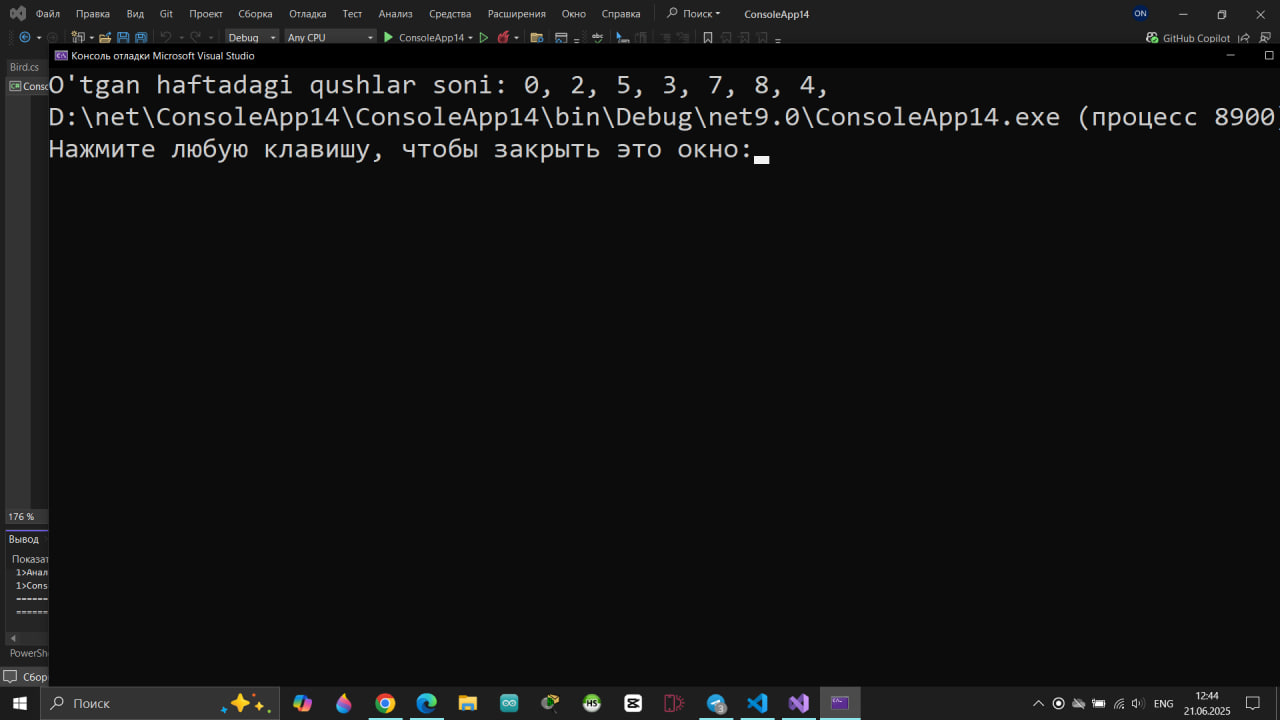 Файл Правка Вид Git Проект Сборка Отладка Тест Анализ Средства Расширения Окно Справка Поиск ConsoleApp14 ON
Debug Any CPU ConsoleApp14 GitHub Copilot
Консоль отладки Microsoft Visual Studio
Bird.cs
O'tgan haftadagi qushlar soni: 0, 2, 5, 3, 7, 8, 4,
D:\net\ConsoleApp14\ConsoleApp14\bin\Debug\net9.0\ConsoleApp14.exe (процесс 8900
Нажмите любую клавишу, чтобы закрыть это окно:
176 %
Вывод
Показат
1>Анал
1>Cons
PowerShe
Сбор
Поиск HS 3 ENG 12:44
21.06.2025